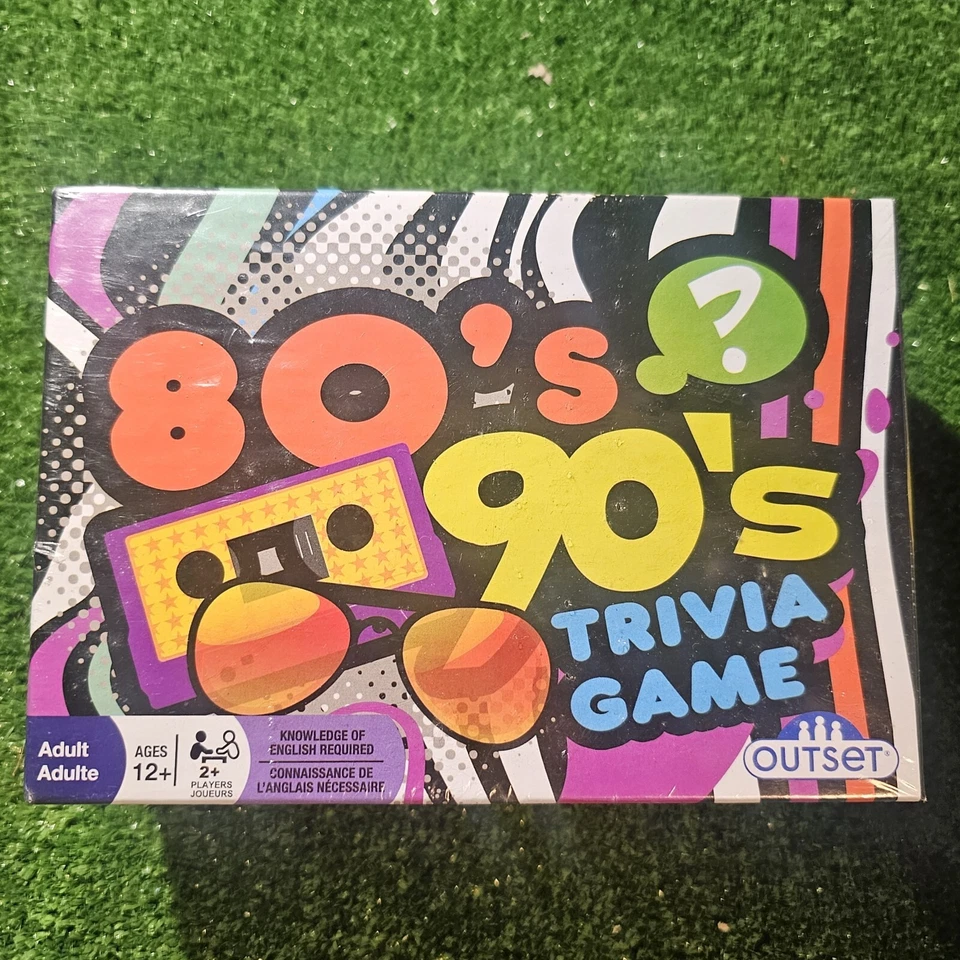 80's
?
90's
TRIVIA
GAME
Adult
Adulte
AGES
12+
2+
PLAYERS
JOUEURS
KNOWLEDGE OF
ENGLISH REQUIRED
CONNAISSANCE DE
L'ANGLAIS NÉCESSAIRE
OUTSET